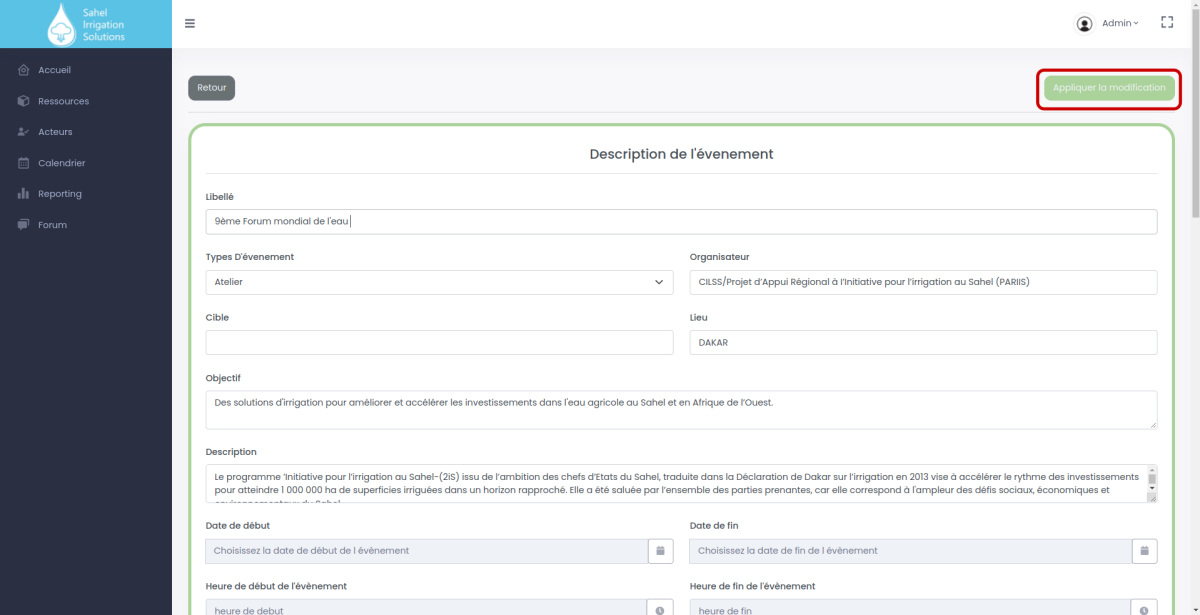 Sahel
Irrigation
Solutions
Admin
Accueil
Ressources
Acteurs
Calendrier
Reporting
Forum
Retour
Appliquer la modification
Description de l'évenement
Libellé
9ème Forum mondial de l'eau
Types D'évenement
Organisateur
Atelier
CILSS/Projet d’Appui Régional à l’Initiative pour l’irrigation au Sahel (PARIIS)
Cible
Lieu
DAKAR
Objectif
Des solutions d'irrigation pour améliorer et accélérer les investissements dans l'eau agricole au Sahel et en Afrique de l’Ouest.
Description
Le programme ‘Initiative pour l’irrigation au Sahel-(2iS) issu de l’ambition des chefs d’Etats du Sahel, traduite dans la Déclaration de Dakar sur l’irrigation en 2013 vise à accélérer le rythme des investissements
pour atteindre 1 000 000 ha de superficies irriguées dans un horizon rapproché. Elle a été saluée par l’ensemble des parties prenantes, car elle correspond à l'ampleur des défis sociaux, économiques et
environnementaux du Sahel
Date de début
Date de fin
Choisissez la date de début de l évènement
Choisissez la date de fin de l évènement
Heure de début de l'évènement
Heure de fin de l'évènement
heure de debut
heure de fin